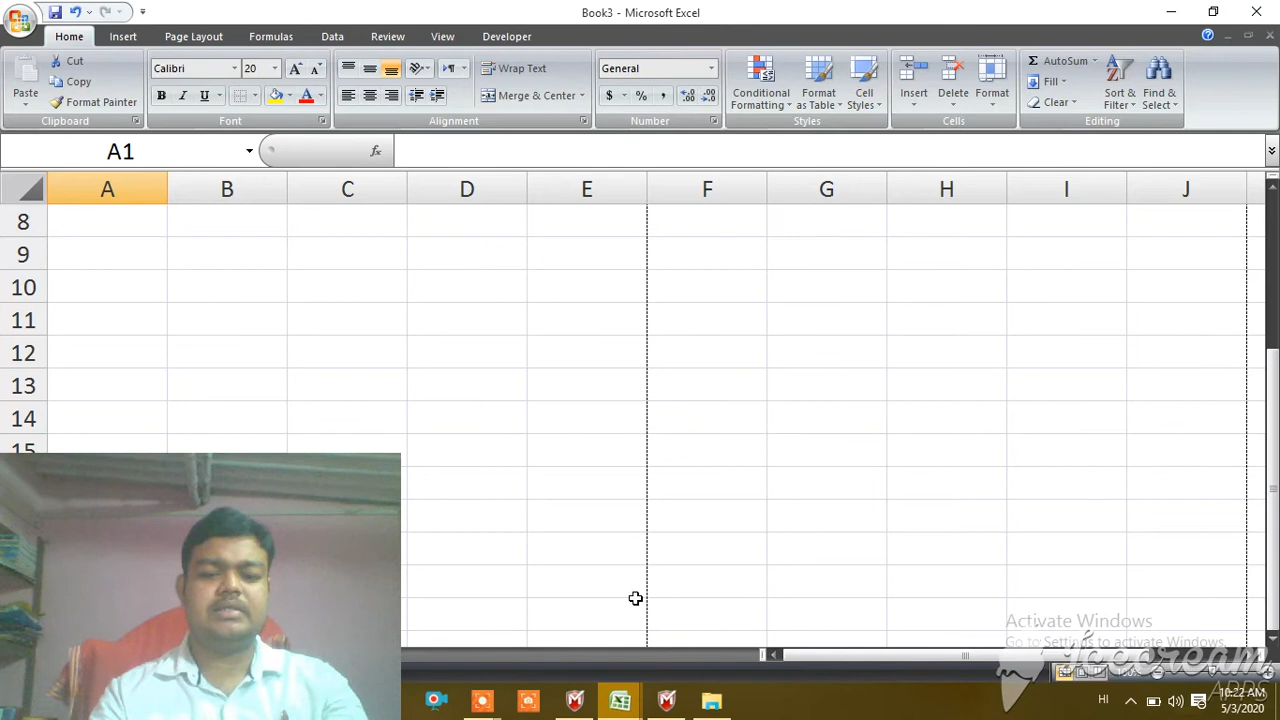 Book3 - Microsoft Excel
Home Insert Page Layout Formulas Data Review View Developer
Paste
Cut
Copy
Format Painter
Clipboard
Calibri 20
B I U
Font
Wrap Text
Merge & Center
Alignment
General
$ % ,
Number
Conditional Formatting
Format as Table
Cell Styles
Styles
Insert Delete Format
Cells
Σ AutoSum
Fill
Clear
Sort & Filter
Find & Select
Editing
A1 fx
A B C D E F G H I J
8
9
10
11
12
13
14
15
Activate Windows
Go to Settings to activate Windows.
Icecream
APPS
HI
10:22 AM
5/3/2020